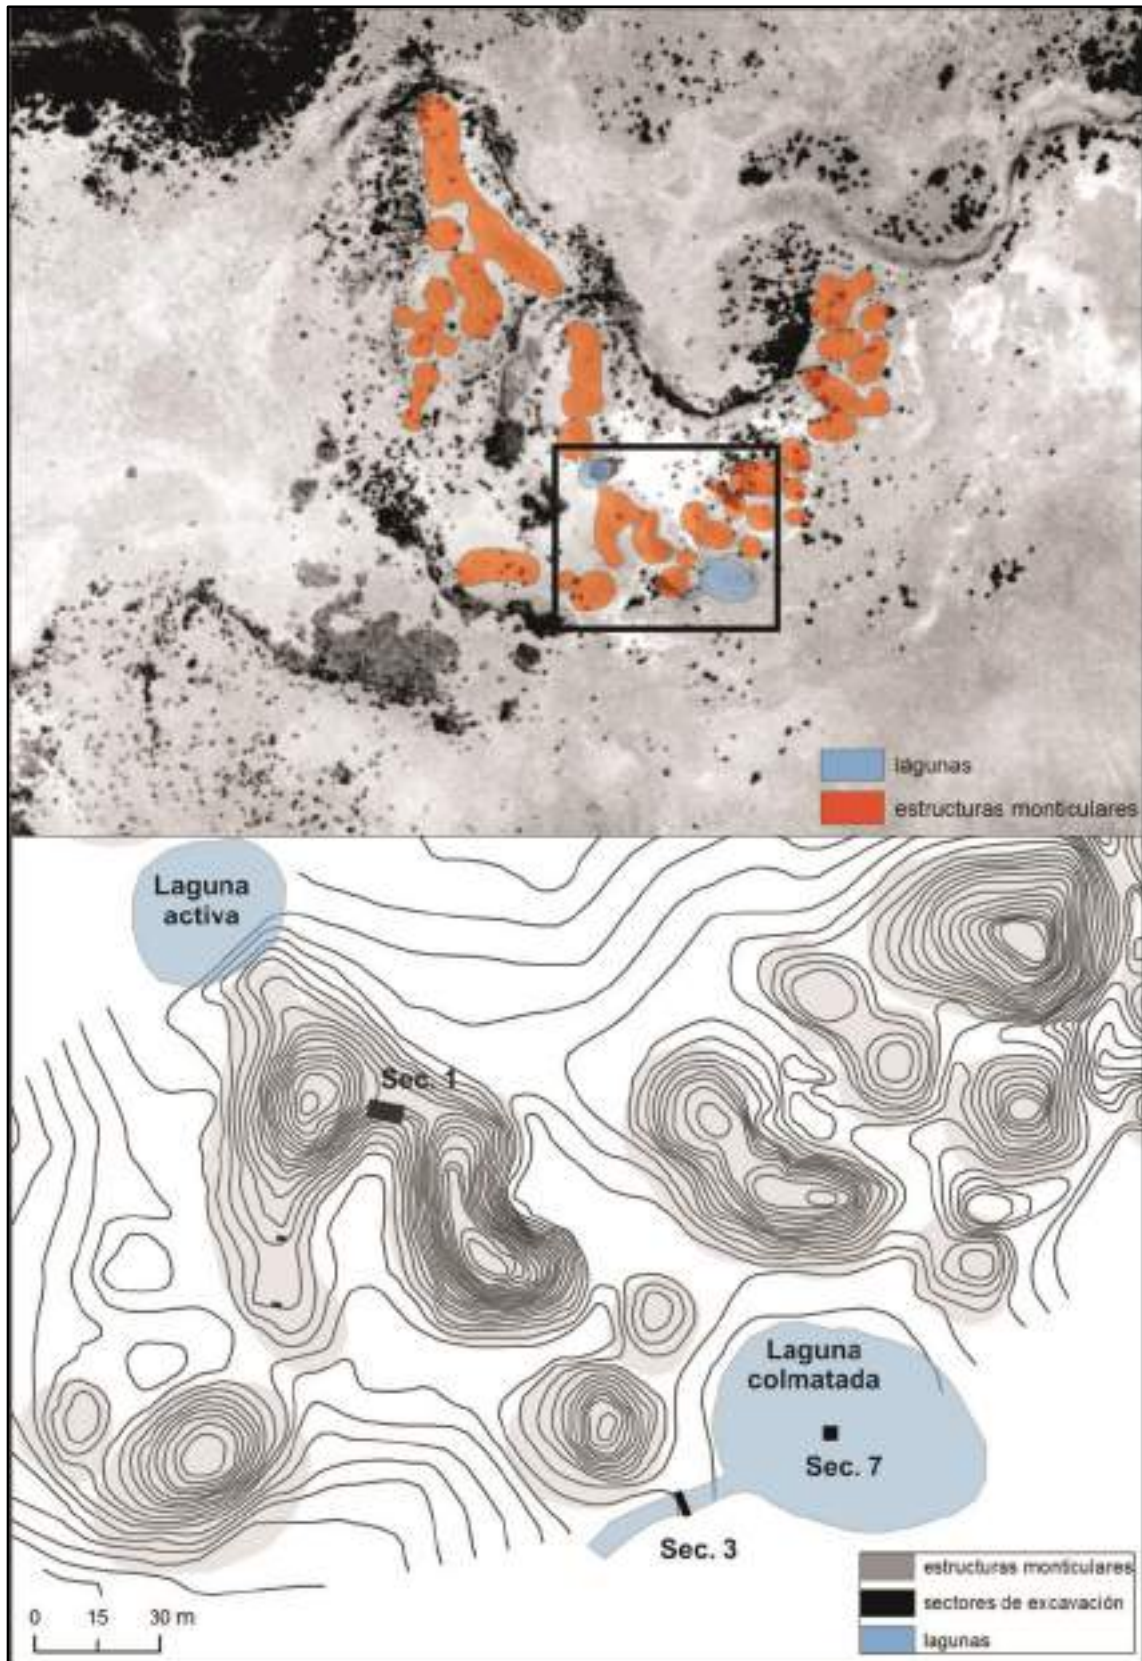 lagunas
estructuras monticulares
Laguna
activa
Sec. 1
Laguna
colmatada
Sec. 7
Sec. 3
0 15 30 m
estructuras monticulares
sectores de excavación
lagunas